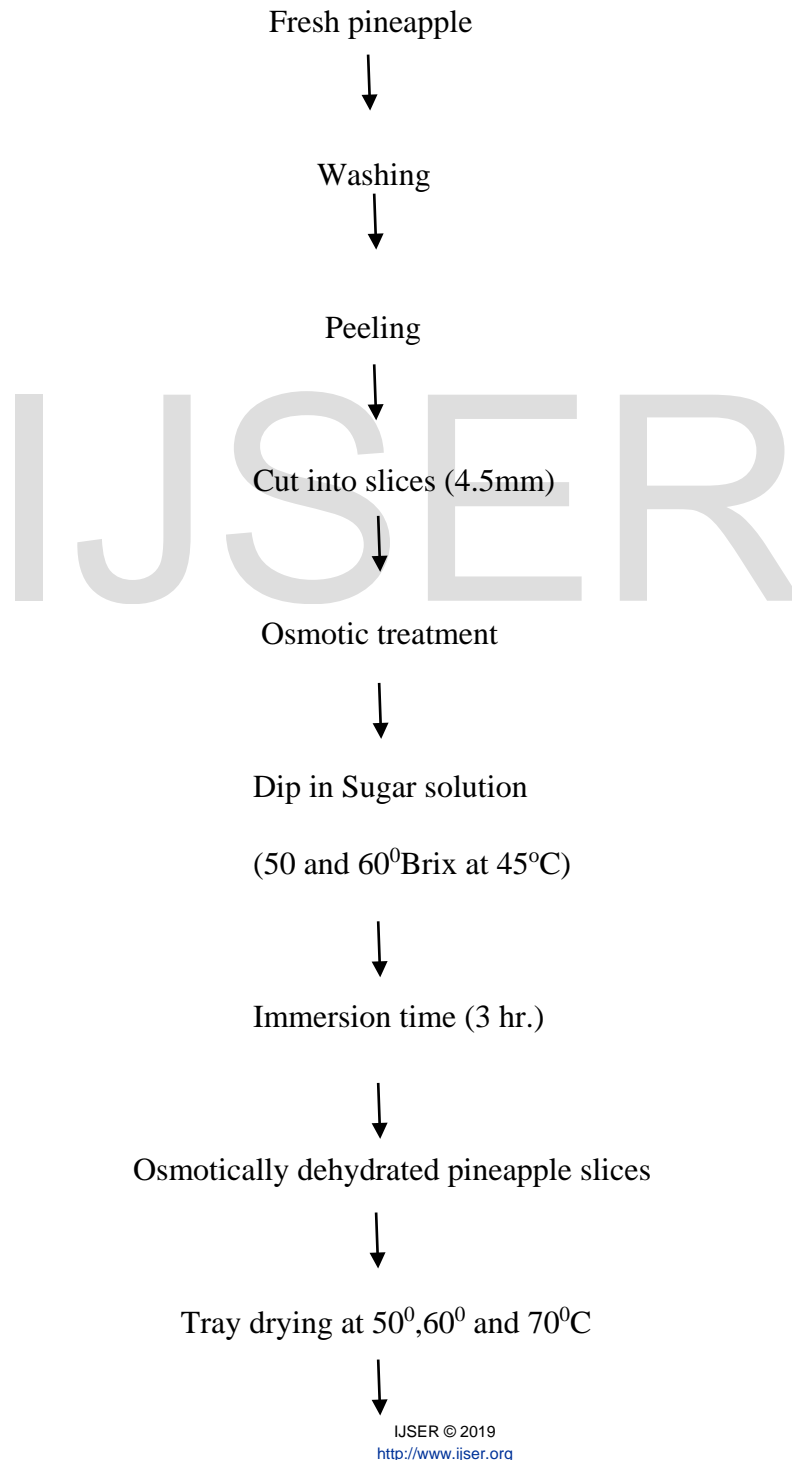 Fresh pineapple
Washing
Peeling
IJSER
Cut into slices (4.5mm)
Osmotic treatment
Dip in Sugar solution
(50 and 60⁰Brix at 45ºC)
Immersion time (3 hr.)
Osmotically dehydrated pineapple slices
Tray drying at 50⁰,60⁰ and 70⁰C
IJSER © 2019
http://www.ijser.org